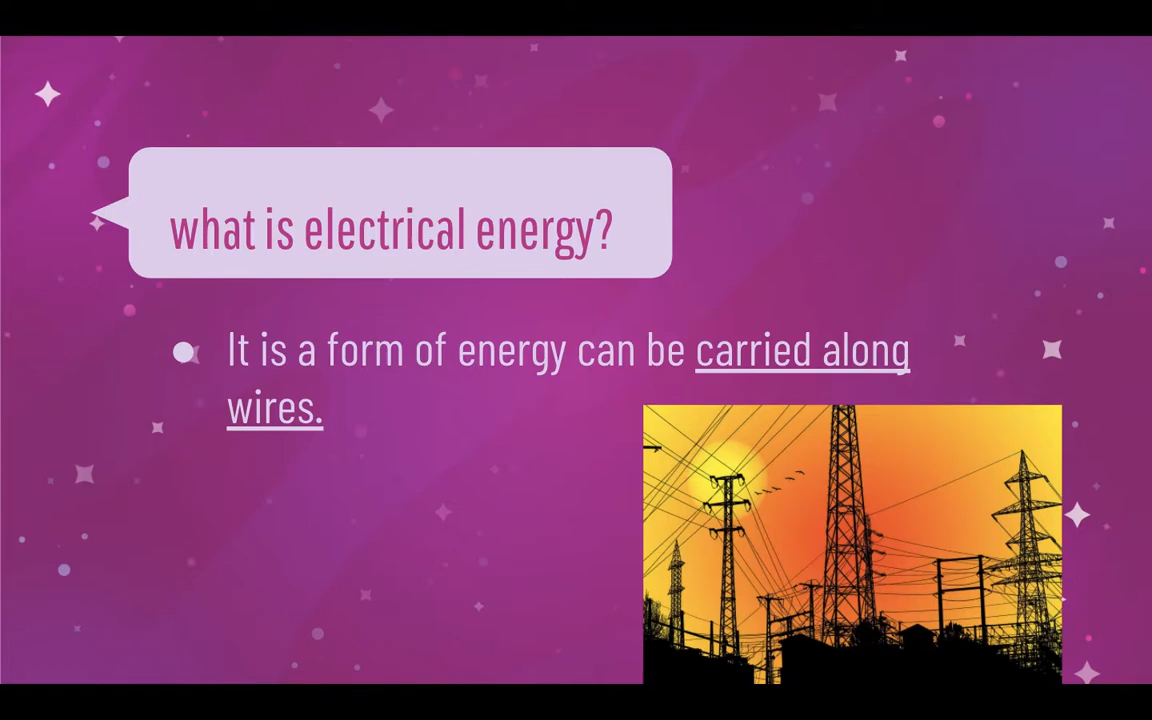 what is electrical energy?
It is a form of energy can be carried along
wires.